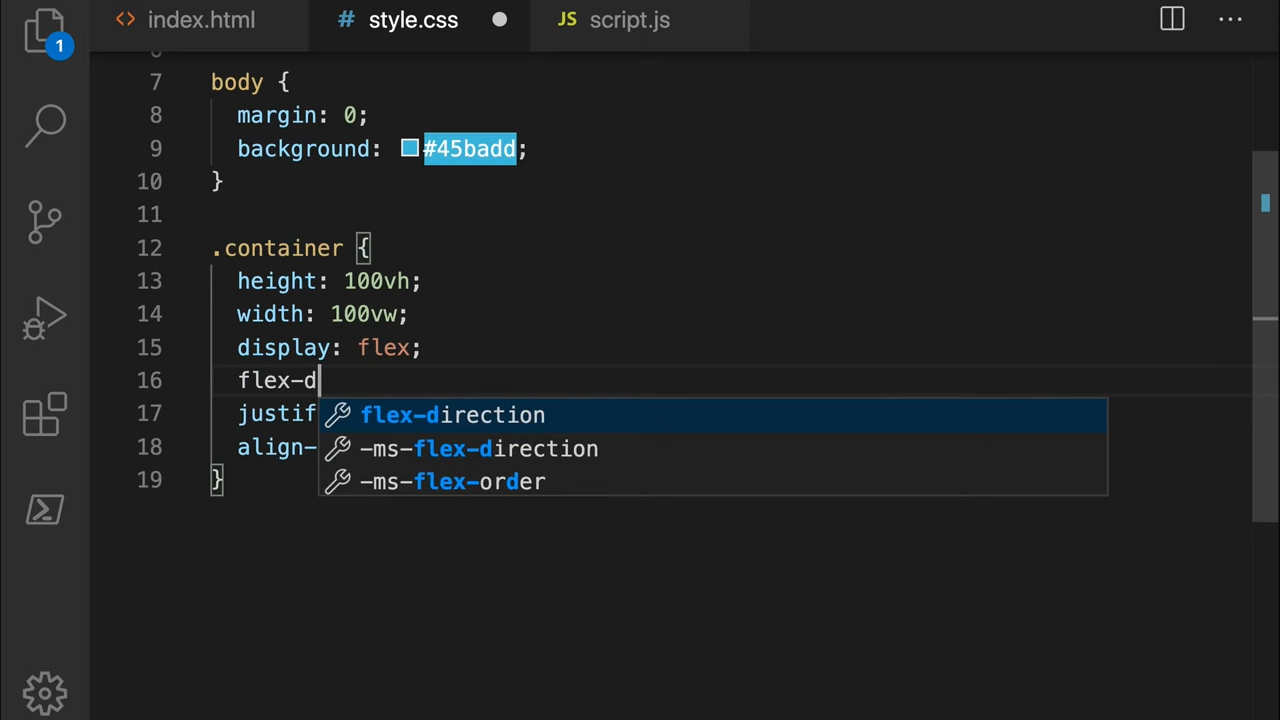 index.html style.css JS script.js
1
7 body {
8 margin: 0;
9 background: #45badd;
10 }
11
12 .container {
13 height: 100vh;
14 width: 100vw;
15 display: flex;
16 flex-d
17 justif flex-direction
18 align- -ms-flex-direction
19 } -ms-flex-order